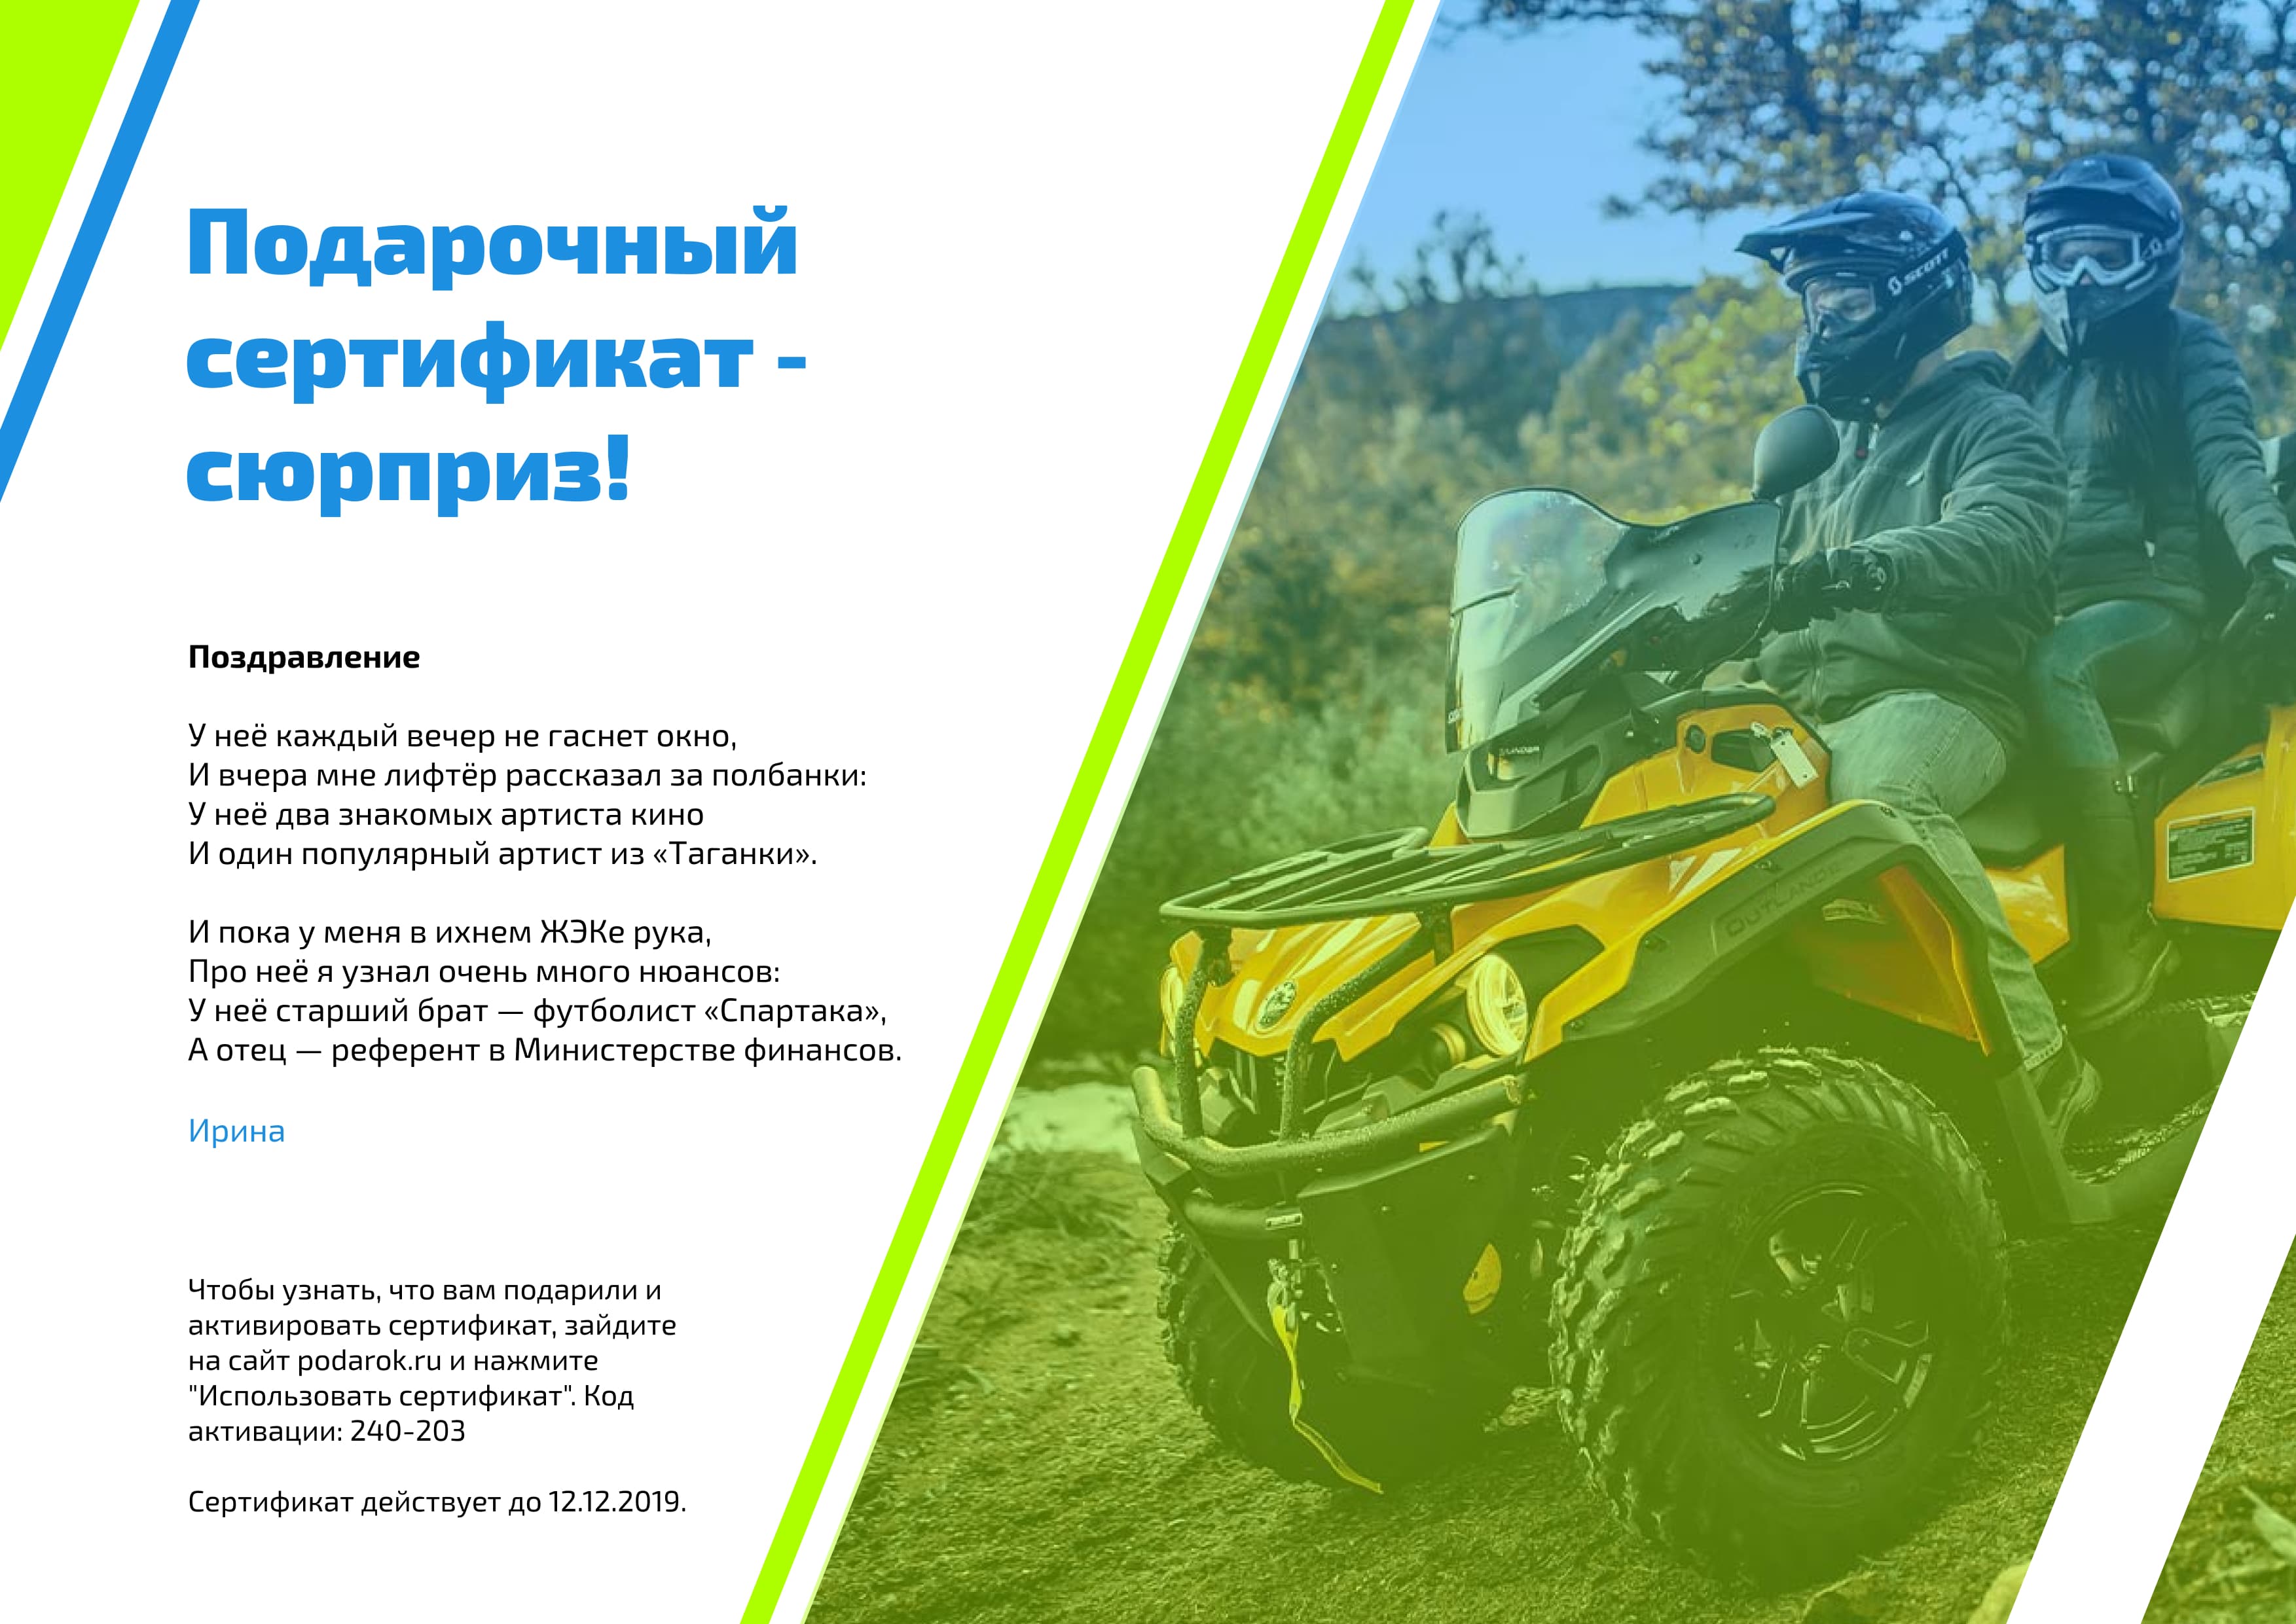 Подарочный
сертификат -
сюрприз!
Поздравление
У неё каждый вечер не гаснет окно,
И вчера мне лифтёр рассказал за полбанки:
У неё два знакомых артиста кино
И один популярный артист из «Таганки».
И пока у меня в ихнем ЖЭКе рука,
Про неё я узнал очень много нюансов:
У неё старший брат — футболист «Спартака»,
А отец — референт в Министерстве финансов.
Ирина
Чтобы узнать, что вам подарили и
активировать сертификат, зайдите
на сайт podarok.ru и нажмите
"Использовать сертификат". Код
активации: 240-203
Сертификат действует до 12.12.2019.
SCOTT
OUTLANDER